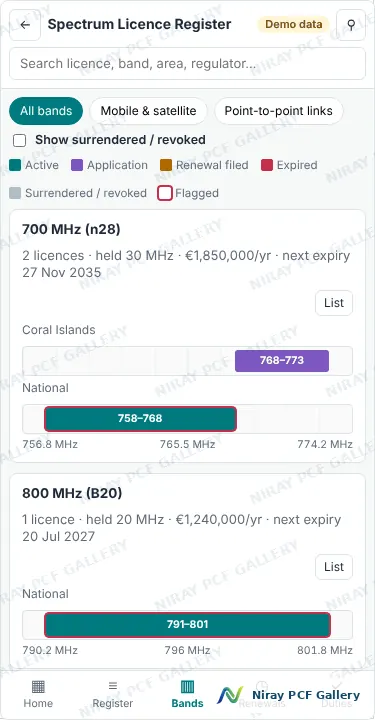 ← Spectrum Licence Register Demo data
Search licence, band, area, regulator...
All bands Mobile & satellite Point-to-point links
Show surrendered / revoked
Active Application Renewal filed Expired
Surrendered / revoked Flagged
700 MHz (n28)
2 licences · held 30 MHz · €1,850,000/yr · next expiry
27 Nov 2035
List
Coral Islands
768–773
National
758–768
756.8 MHz 765.5 MHz 774.2 MHz
800 MHz (B20)
1 licence · held 20 MHz · €1,240,000/yr · next expiry
20 Jul 2027
List
National
791–801
790.2 MHz 796 MHz 801.8 MHz
Home Register Bands Renewals Duties
Niray PCF Gallery
NIRAY PCF GALLERY